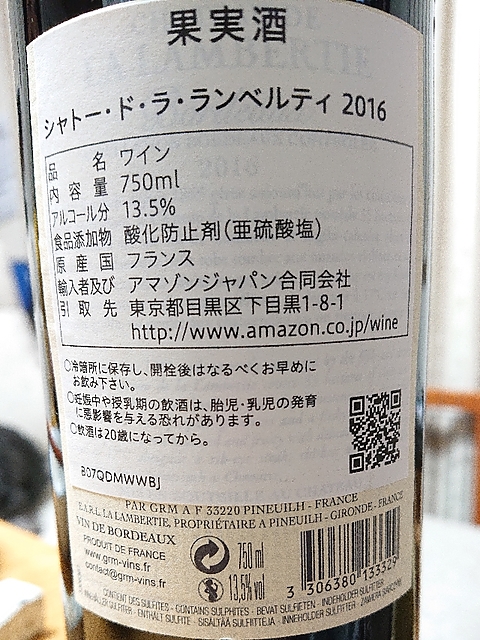 果実酒
シャトー・ド・ラ・ランベルティ 2016
品名 ワイン
内容量 750ml
アルコール分 13.5%
食品添加物 酸化防止剤(亜硫酸塩)
原産国 フランス
輸入者及び アマゾンジャパン合同会社
引取先 東京都目黒区下目黒1-8-1
http://www.amazon.co.jp/wine
○冷暗所に保存し、開栓後はなるべくお早めに
お飲み下さい。
○妊娠中や授乳期の飲酒は、胎児・乳児の発育
に悪影響を与える恐れがあります。
○飲酒は20歳になってから。
B07QDMWWBJ
PAR GRM A F 33220 PINEUILH - FRANCE
E.A.R.L. LA LAMBERTIE, PROPRIÉTAIRE A PINEUILH - GIRONDE - FRANCE
VIN DE BORDEAUX
PRODUIT DE FRANCE
www.grm-vins.fr
contact@grm-vins.fr
750 ml
13,5% vol
3 306380 133329
CONTIENT DES SULFITES - CONTAINS SULPHITES - BEVAT SULFIETEN - INDEHOLDER SULFITTER
ENTHÄLT SULFITE - SISÄLTÄÄ SULFIITTEJA - INNEHÅLLER SULFITER